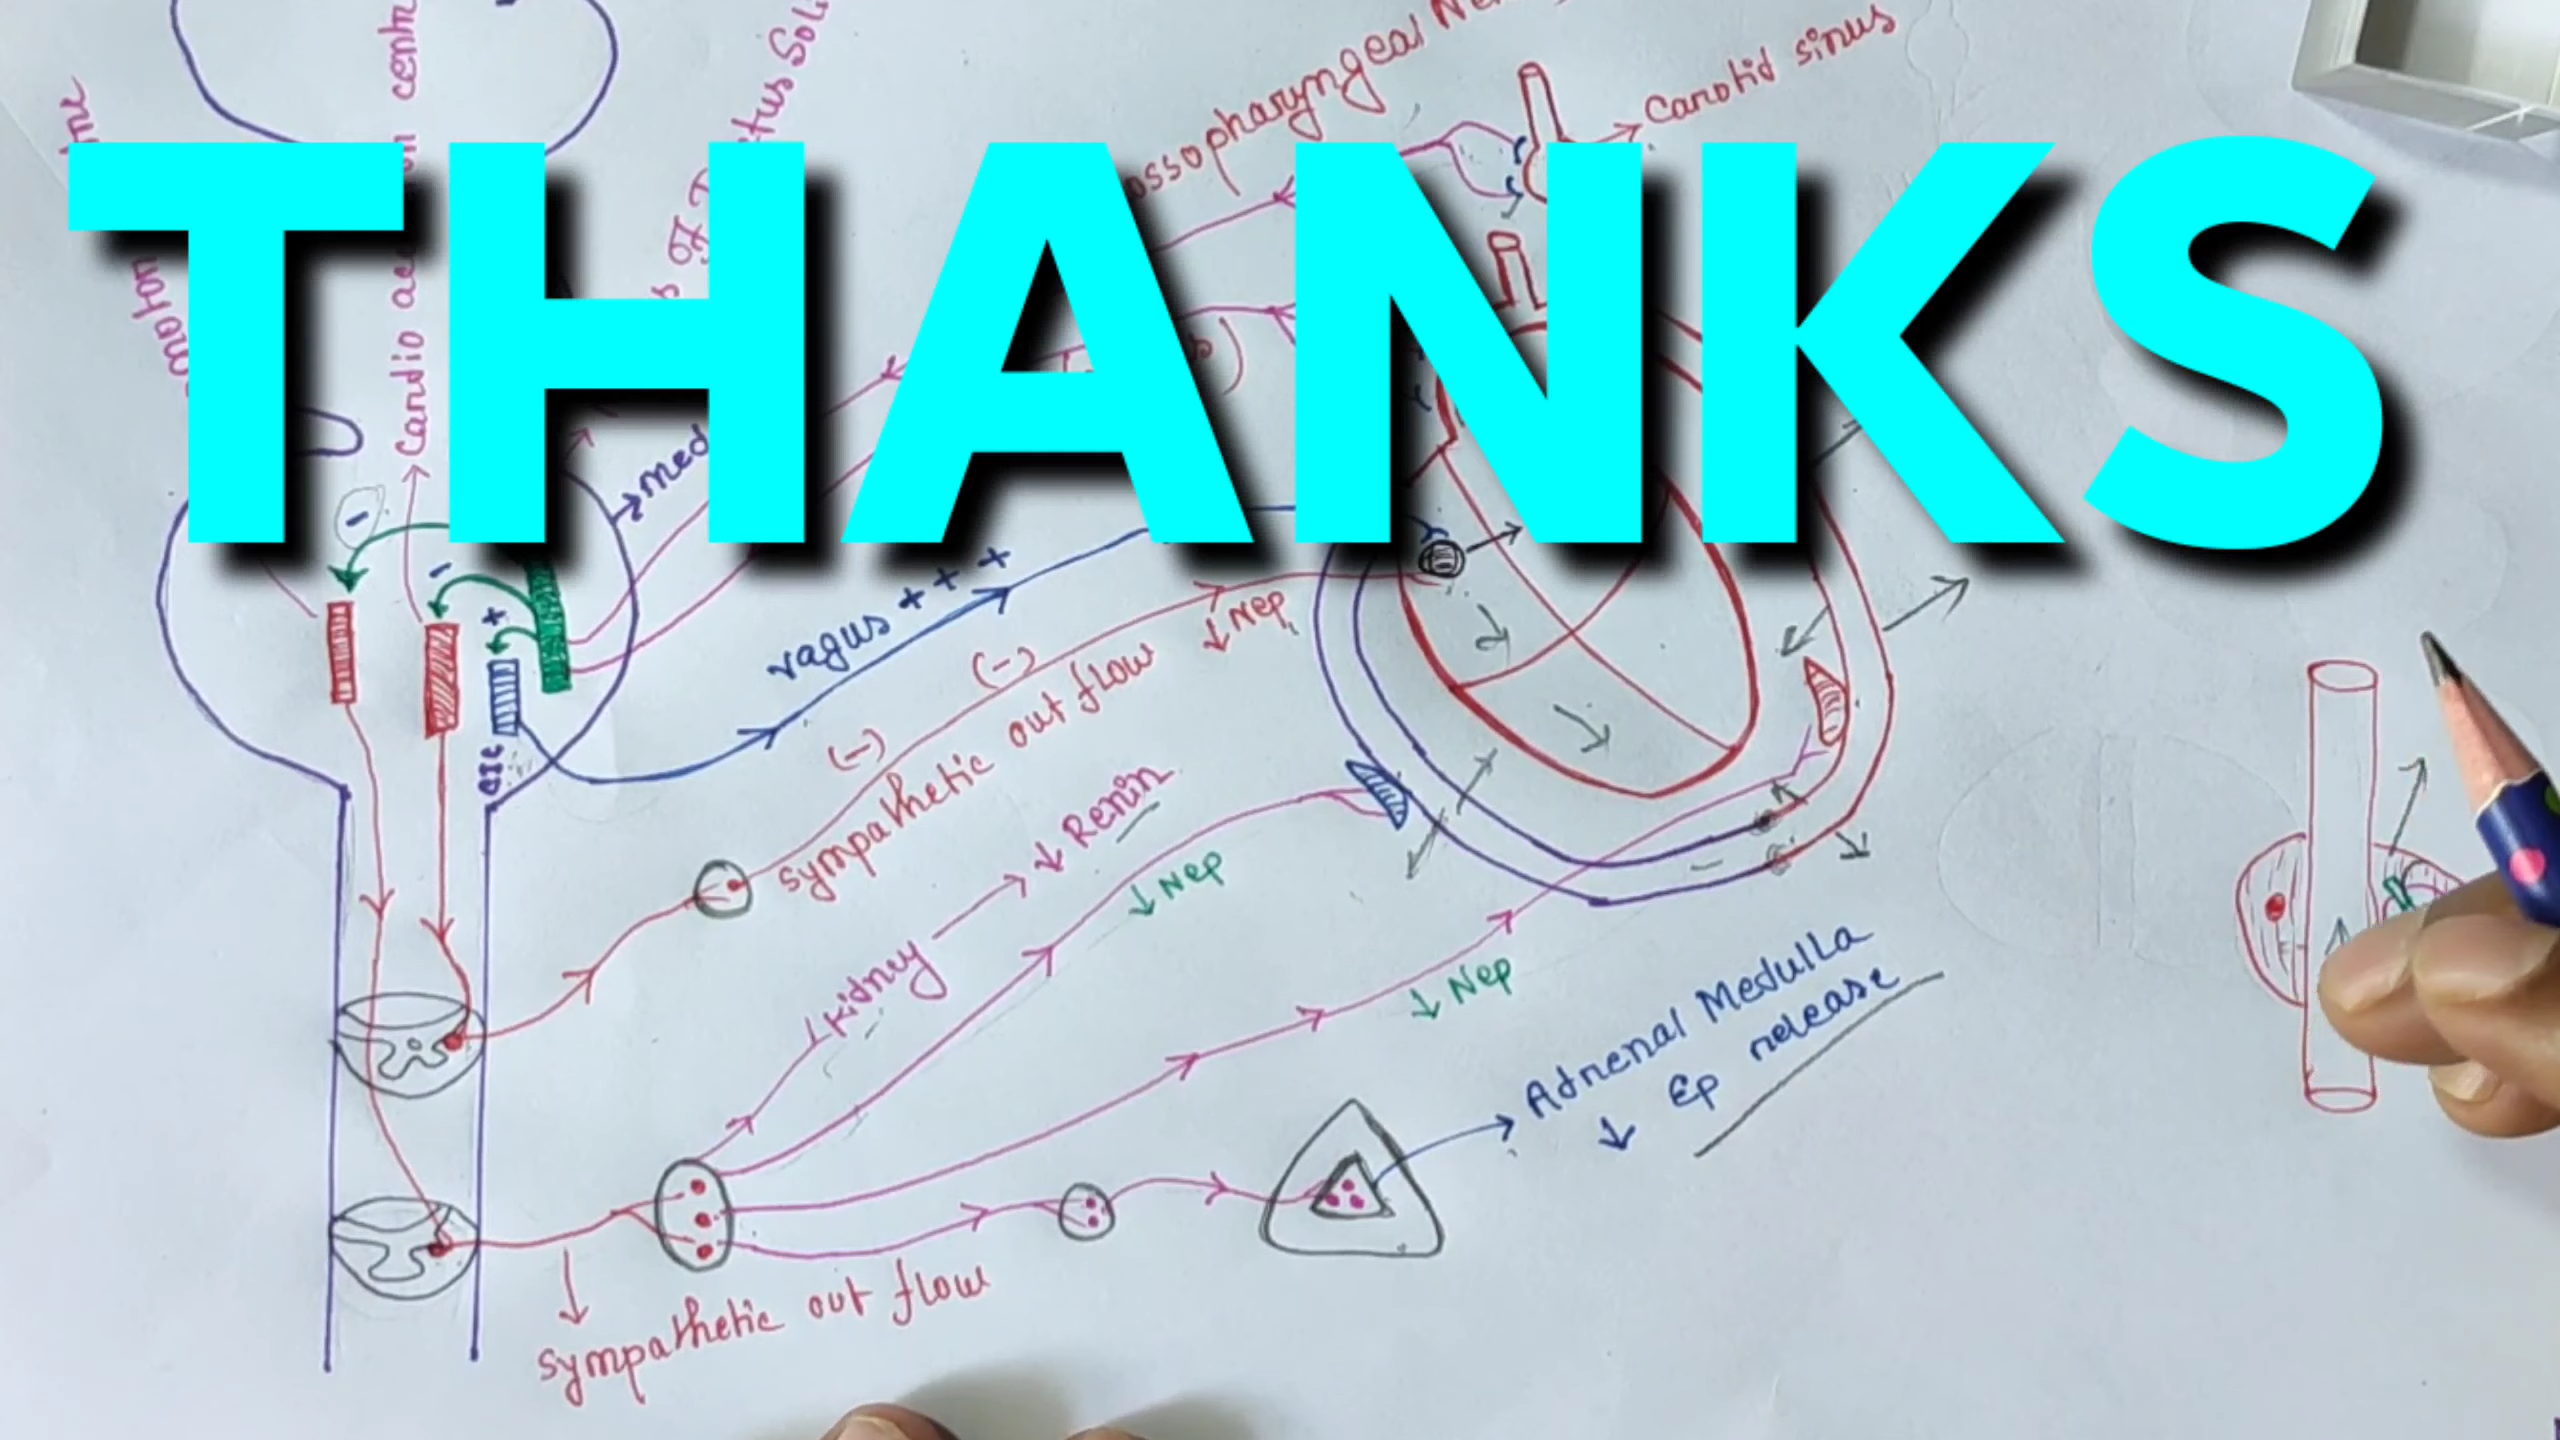 THANKS
Carotid sinus
Cardio
vagus + + +
(-)
(-)
↓ Nep
sympathetic out flow
Kidney → ↓ Renin
↓ Nep
↓ Nep
Adrenal Medulla
↓ Ep release
sympathetic out flow
-
-
+